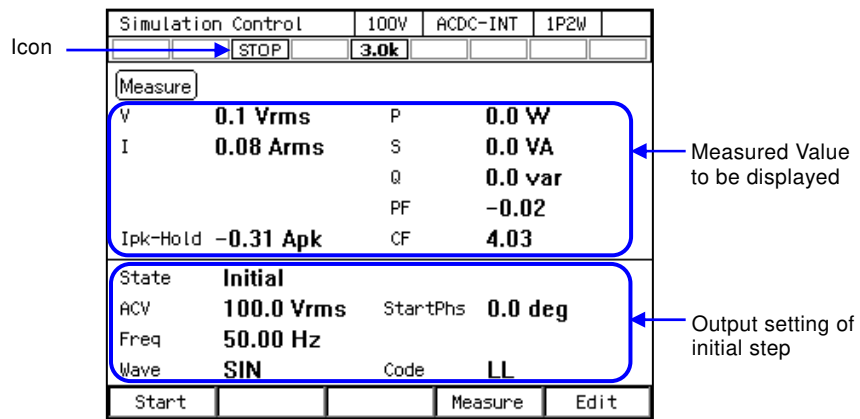 Simulation Control 100V ACDC-INT 1P2W
Icon STOP 3.0k
Measure
V 0.1 Vrms P 0.0 W
I 0.08 Arms S 0.0 VA
Q 0.0 var
PF -0.02
Ipk-Hold -0.31 Apk CF 4.03
Measured Value
to be displayed
State Initial
ACV 100.0 Vrms StartPhs 0.0 deg
Freq 50.00 Hz
Wave SIN Code LL
Output setting of
initial step
Start Measure Edit